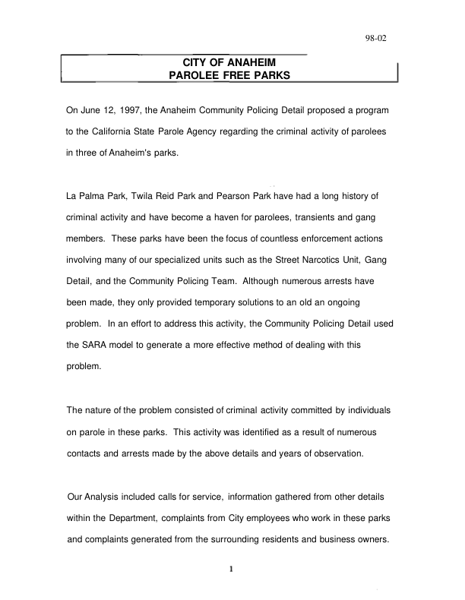 98-02
CITY OF ANAHEIM
PAROLEE FREE PARKS
On June 12, 1997, the Anaheim Community Policing Detail proposed a program
to the California State Parole Agency regarding the criminal activity of parolees
in three of Anaheim's parks.
La Palma Park, Twila Reid Park and Pearson Park have had a long history of
criminal activity and have become a haven for parolees, transients and gang
members. These parks have been the focus of countless enforcement actions
involving many of our specialized units such as the Street Narcotics Unit, Gang
Detail, and the Community Policing Team. Although numerous arrests have
been made, they only provided temporary solutions to an old an ongoing
problem. In an effort to address this activity, the Community Policing Detail used
the SARA model to generate a more effective method of dealing with this
problem.
The nature of the problem consisted of criminal activity committed by individuals
on parole in these parks. This activity was identified as a result of numerous
contacts and arrests made by the above details and years of observation.
Our Analysis included calls for service, information gathered from other details
within the Department, complaints from City employees who work in these parks
and complaints generated from the surrounding residents and business owners.
1